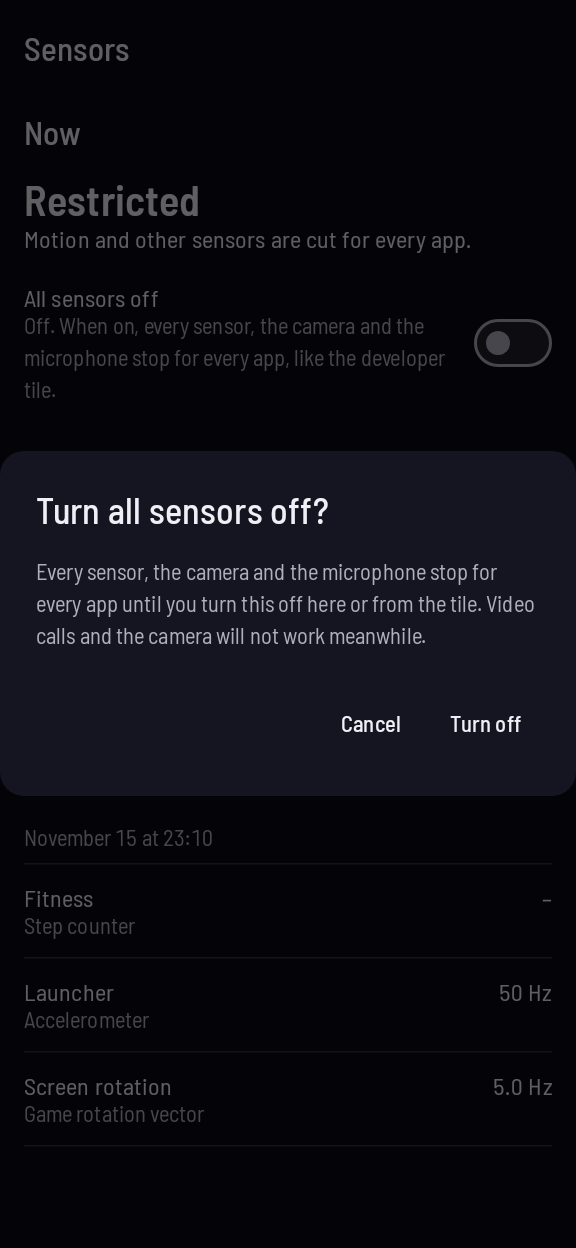 Sensors
Now
Restricted
Motion and other sensors are cut for every app.
All sensors off
Off. When on, every sensor, the camera and the
microphone stop for every app, like the developer
tile.
Turn all sensors off?
Every sensor, the camera and the microphone stop for
every app until you turn this off here or from the tile. Video
calls and the camera will not work meanwhile.
Cancel
Turn off
November 15 at 23:10
Fitness
–
Step counter
Launcher
50 Hz
Accelerometer
Screen rotation
5.0 Hz
Game rotation vector